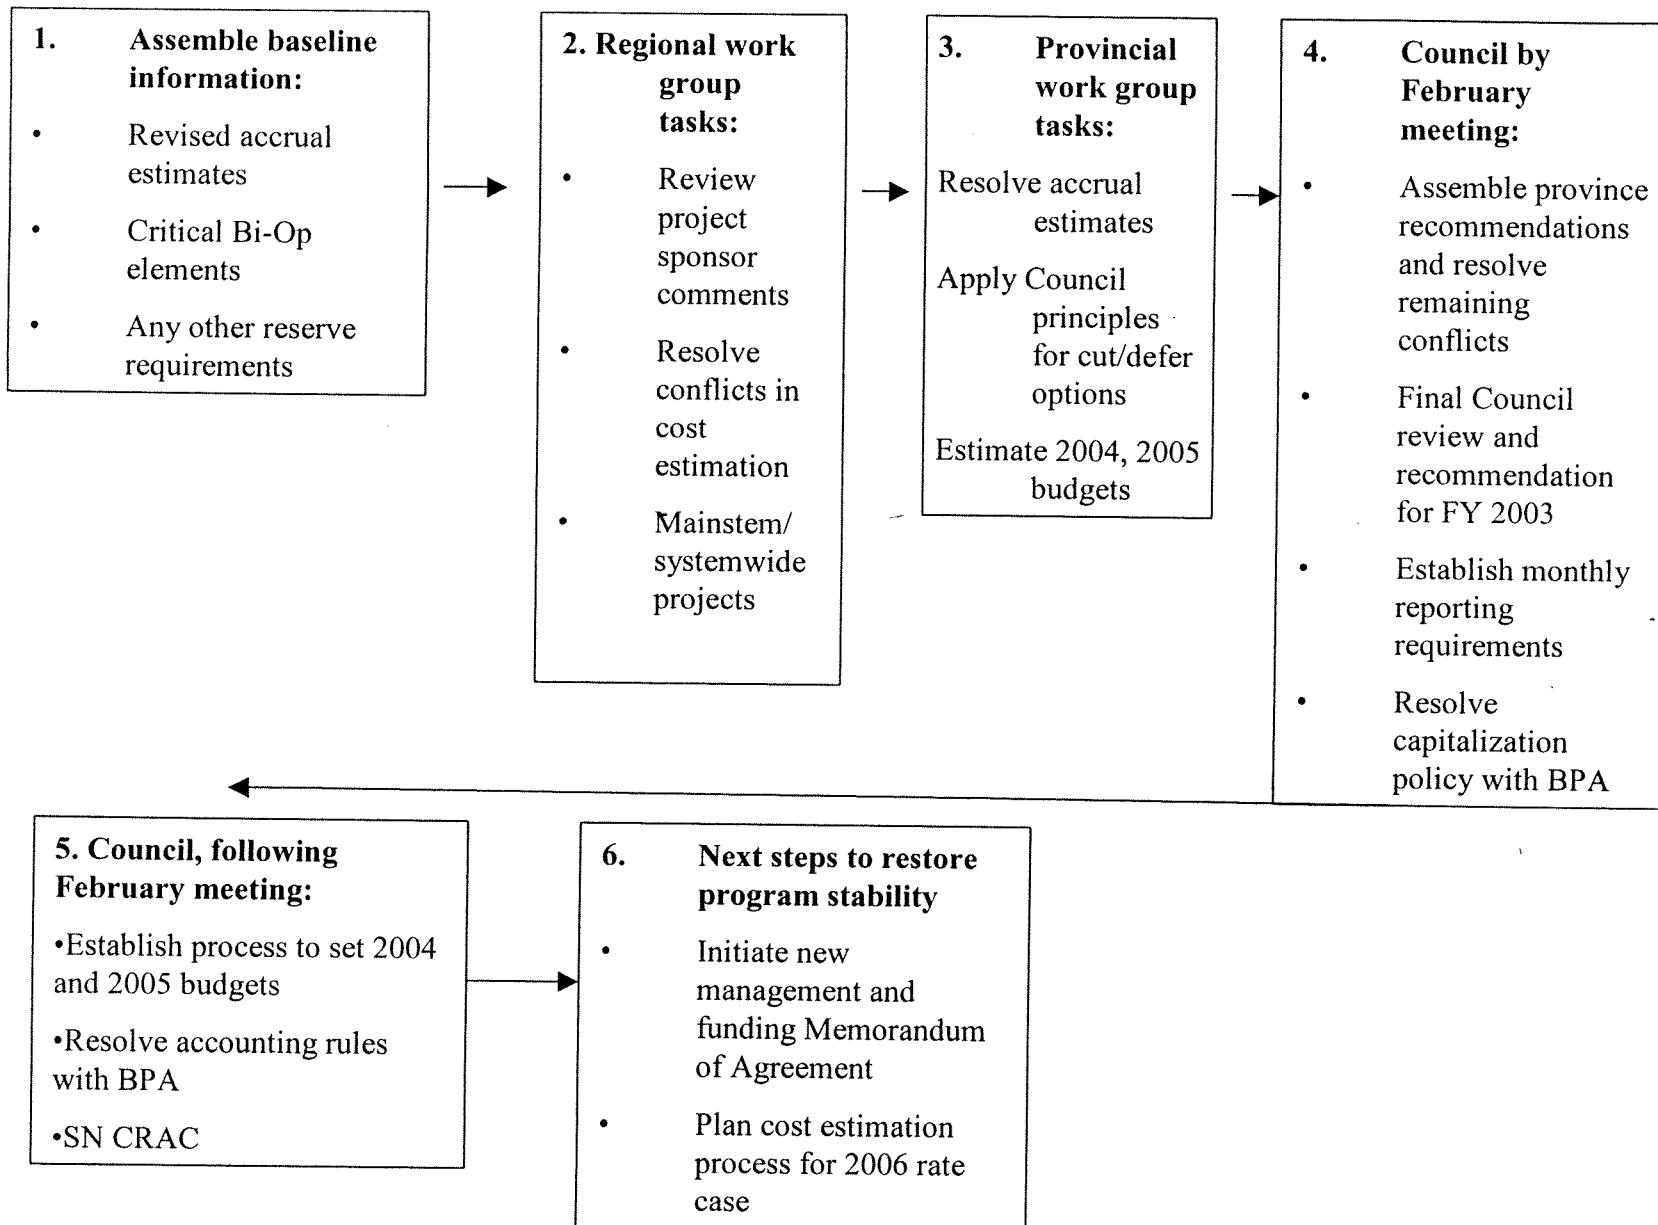 1. Assemble baseline
information:
• Revised accrual
estimates
• Critical Bi-Op
elements
• Any other reserve
requirements
2. Regional work
group
tasks:
• Review
project
sponsor
comments
• Resolve
conflicts in
cost
estimation
• Mainstem/
systemwide
projects
3. Provincial
work group
tasks:
Resolve accrual
estimates
Apply Council
principles
for cut/defer
options
Estimate 2004, 2005
budgets
4. Council by
February
meeting:
• Assemble province
recommendations
and resolve
remaining
conflicts
• Final Council
review and
recommendation
for FY 2003
• Establish monthly
reporting
requirements
• Resolve
capitalization
policy with BPA
5. Council, following
February meeting:
•Establish process to set 2004
and 2005 budgets
•Resolve accounting rules
with BPA
•SN CRAC
6. Next steps to restore
program stability
• Initiate new
management and
funding Memorandum
of Agreement
• Plan cost estimation
process for 2006 rate
case